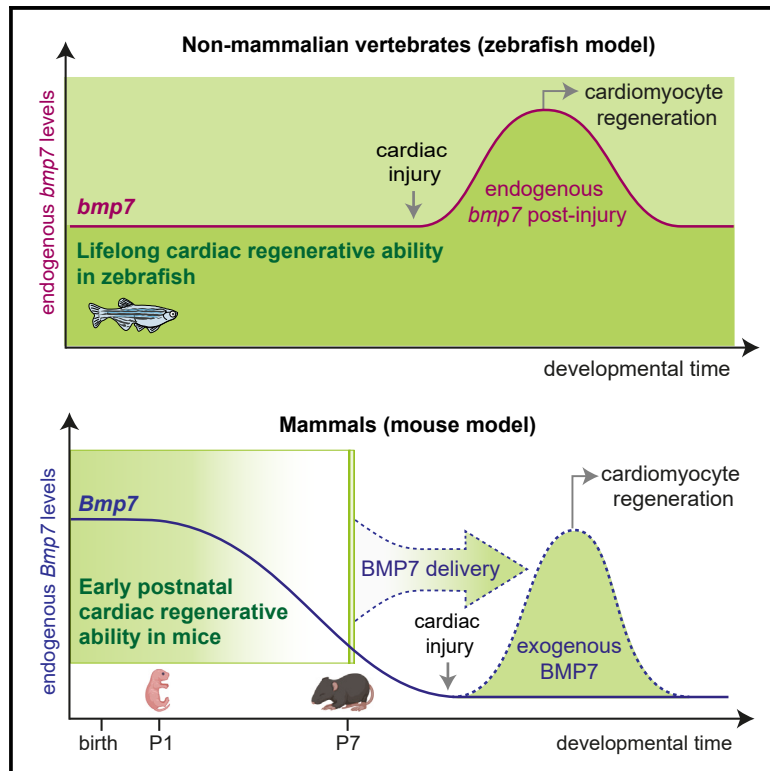 Non-mammalian vertebrates (zebrafish model)
endogenous bmp7 levels
cardiomyocyte
regeneration
cardiac
injury
bmp7
endogenous
bmp7 post-injury
Lifelong cardiac regenerative ability
in zebrafish
developmental time
Mammals (mouse model)
endogenous Bmp7 levels
cardiomyocyte
regeneration
Bmp7
BMP7 delivery
Early postnatal
cardiac regenerative
ability in mice
cardiac
injury
exogenous
BMP7
birth
P1
P7
developmental time